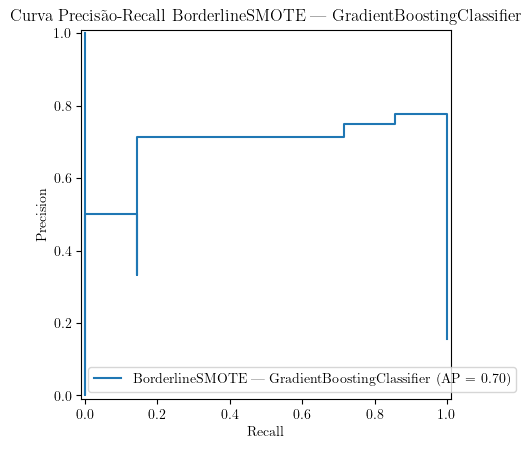 Curva Precisão-Recall BorderlineSMOTE — GradientBoostingClassifier
1.0
0.8
0.6
0.4
0.2
0.0
Precision
BorderlineSMOTE — GradientBoostingClassifier (AP = 0.70)
0.0 0.2 0.4 0.6 0.8 1.0
Recall